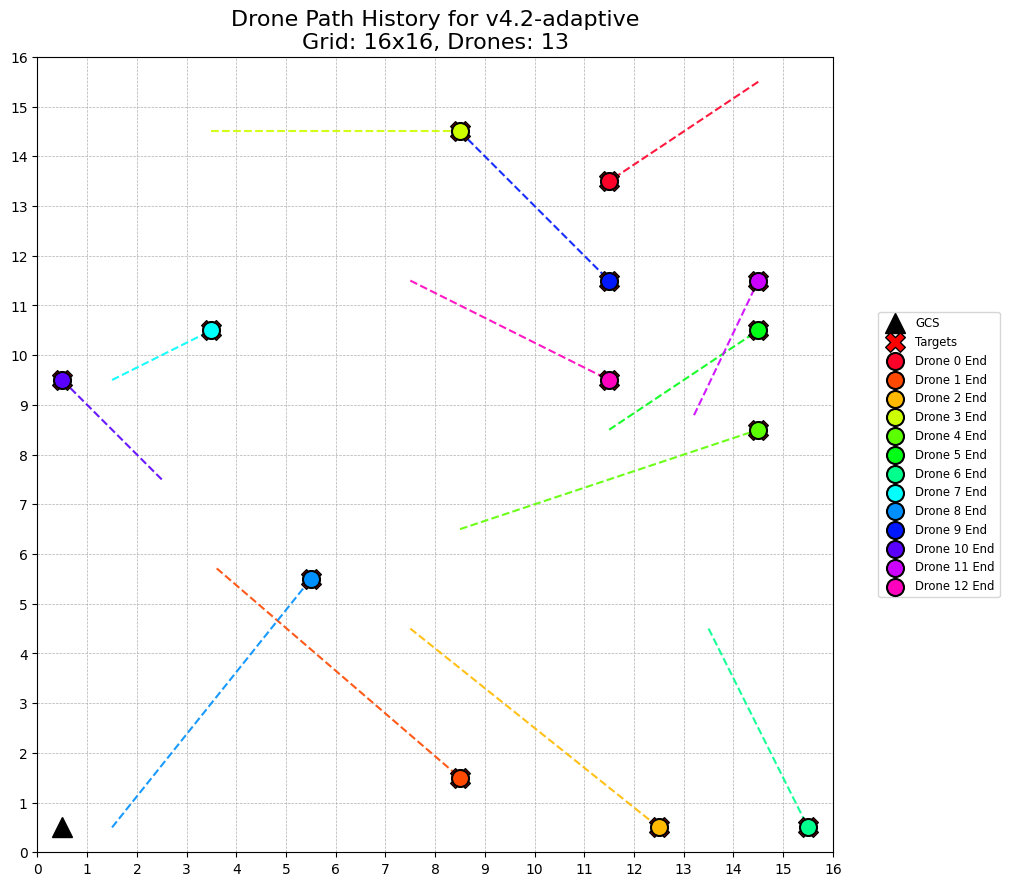 Drone Path History for v4.2-adaptive
Grid: 16x16, Drones: 13
16
15
14
13
12
11
10
9
8
7
6
5
4
3
2
1
0
0 1 2 3 4 5 6 7 8 9 10 11 12 13 14 15 16
GCS
Targets
Drone 0 End
Drone 1 End
Drone 2 End
Drone 3 End
Drone 4 End
Drone 5 End
Drone 6 End
Drone 7 End
Drone 8 End
Drone 9 End
Drone 10 End
Drone 11 End
Drone 12 End